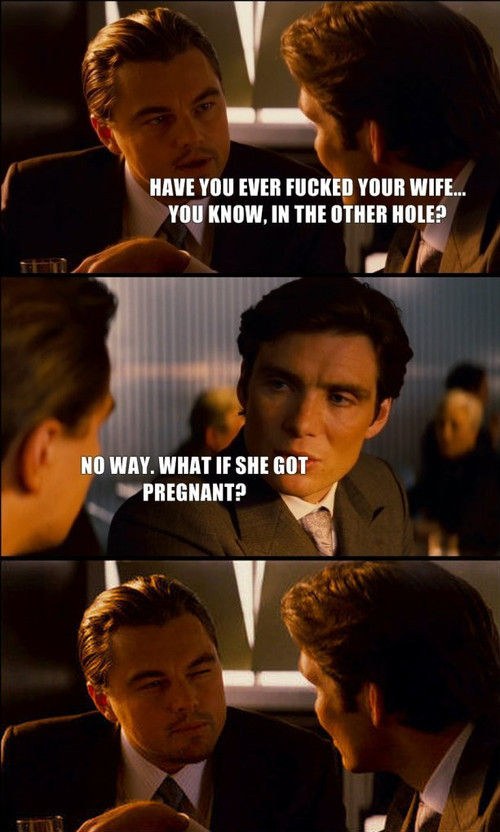 HAVE YOU EVER FUCKED YOUR WIFE...
YOU KNOW, IN THE OTHER HOLE?
NO WAY. WHAT IF SHE GOT
PREGNANT?